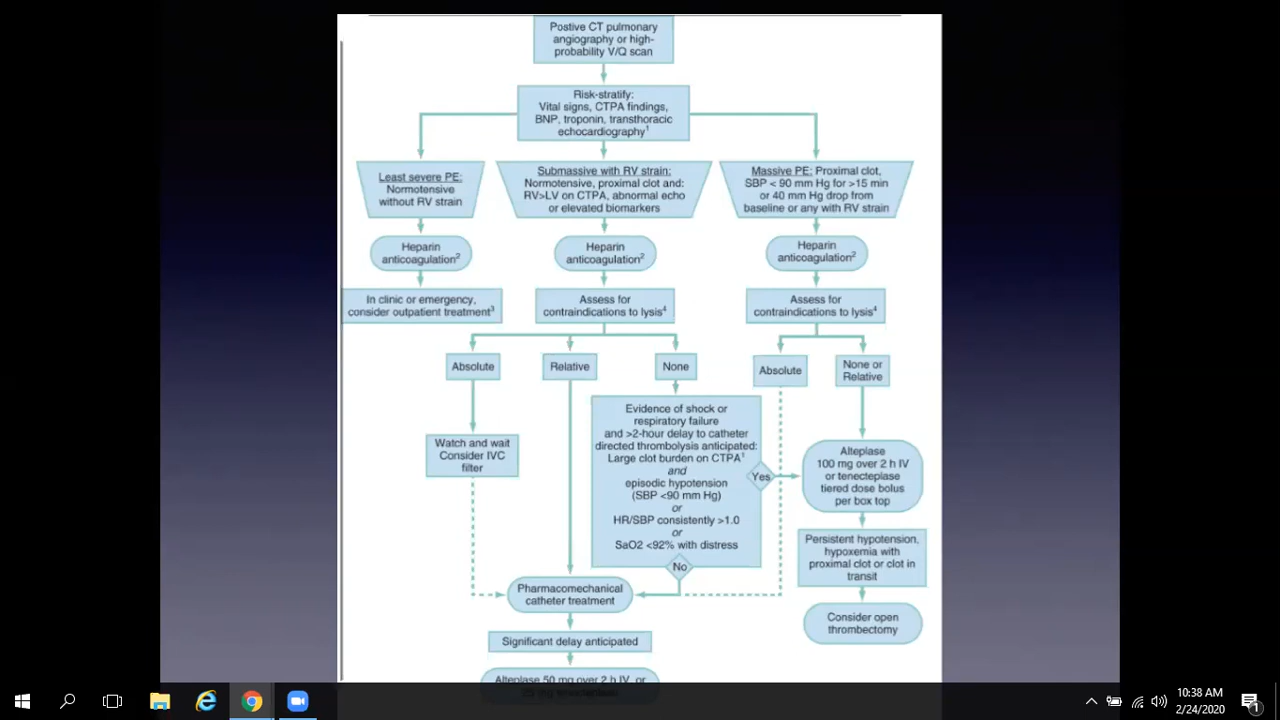 Postive CT pulmonary
angiography or high-
probability V/Q scan
Risk-stratify:
Vital signs, CTPA findings,
BNP, troponin, transthoracic
echocardiography¹
Least severe PE:
Normotensive
without RV strain
Submassive with RV strain:
Normotensive, proximal clot and:
RV>LV on CTPA, abnormal echo
or elevated biomarkers
Massive PE: Proximal clot,
SBP < 90 mm Hg for >15 min
or 40 mm Hg drop from
baseline or any with RV strain
Heparin
anticoagulation²
Heparin
anticoagulation²
Heparin
anticoagulation²
In clinic or emergency,
consider outpatient treatment³
Assess for
contraindications to lysis⁴
Assess for
contraindications to lysis⁴
Absolute
Relative
None
Absolute
None or
Relative
Watch and wait
Consider IVC
filter
Evidence of shock or
respiratory failure
and >2-hour delay to catheter
directed thrombolysis anticipated:
Large clot burden on CTPA¹
and
episodic hypotension
(SBP <90 mm Hg)
or
HR/SBP consistently >1.0
or
SaO2 <92% with distress
Yes
No
Alteplase
100 mg over 2 h IV
or tenecteplase
tiered dose bolus
per box top
Persistent hypotension,
hypoxemia with
proximal clot or clot in
transit
Consider open
thrombectomy
Pharmacomechanical
catheter treatment
Significant delay anticipated
Alteplase 50 mg over 2 h IV, or
10:38 AM
2/24/2020
1